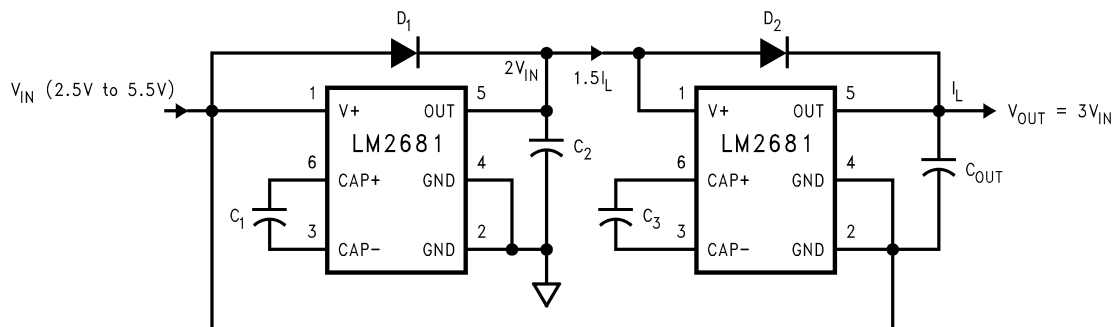 D1
D2
2VIN
1.5IL
VIN (2.5V to 5.5V)
1
V+
OUT
5
LM2681
6
CAP+
GND
4
3
CAP-
GND
2
C1
C2
1
V+
OUT
5
LM2681
6
CAP+
GND
4
3
CAP-
GND
2
C3
IL
VOUT = 3VIN
COUT